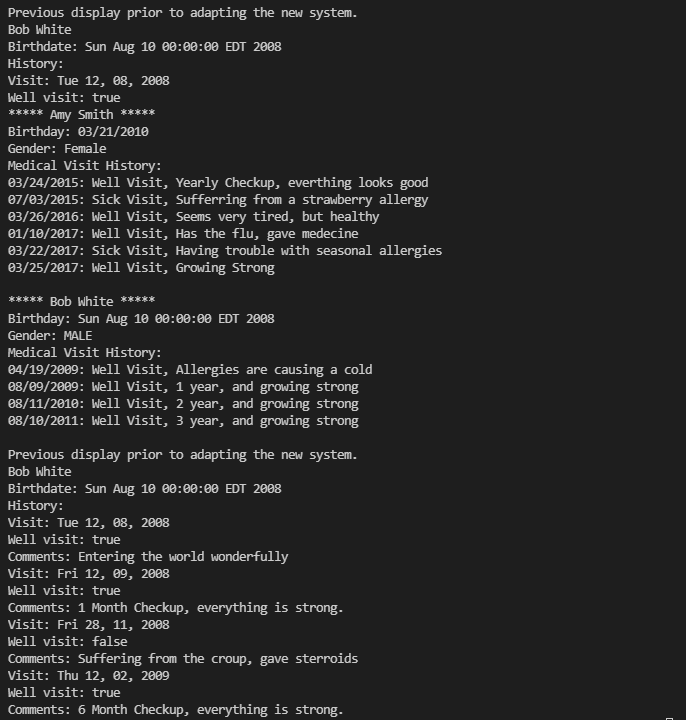 Previous display prior to adapting the new system.
Bob White
Birthdate: Sun Aug 10 00:00:00 EDT 2008
History:
Visit: Tue 12, 08, 2008
Well visit: true
***** Amy Smith *****
Birthday: 03/21/2010
Gender: Female
Medical Visit History:
03/24/2015: Well Visit, Yearly Checkup, everthing looks good
07/03/2015: Sick Visit, Sufferring from a strawberry allergy
03/26/2016: Well Visit, Seems very tired, but healthy
01/10/2017: Well Visit, Has the flu, gave medecine
03/22/2017: Sick Visit, Having trouble with seasonal allergies
03/25/2017: Well Visit, Growing Strong

***** Bob White *****
Birthday: Sun Aug 10 00:00:00 EDT 2008
Gender: MALE
Medical Visit History:
04/19/2009: Well Visit, Allergies are causing a cold
08/09/2009: Well Visit, 1 year, and growing strong
08/11/2010: Well Visit, 2 year, and growing strong
08/10/2011: Well Visit, 3 year, and growing strong

Previous display prior to adapting the new system.
Bob White
Birthdate: Sun Aug 10 00:00:00 EDT 2008
History:
Visit: Tue 12, 08, 2008
Well visit: true
Comments: Entering the world wonderfully
Visit: Fri 12, 09, 2008
Well visit: true
Comments: 1 Month Checkup, everything is strong.
Visit: Fri 28, 11, 2008
Well visit: false
Comments: Suffering from the croup, gave sterroids
Visit: Thu 12, 02, 2009
Well visit: true
Comments: 6 Month Checkup, everything is strong.